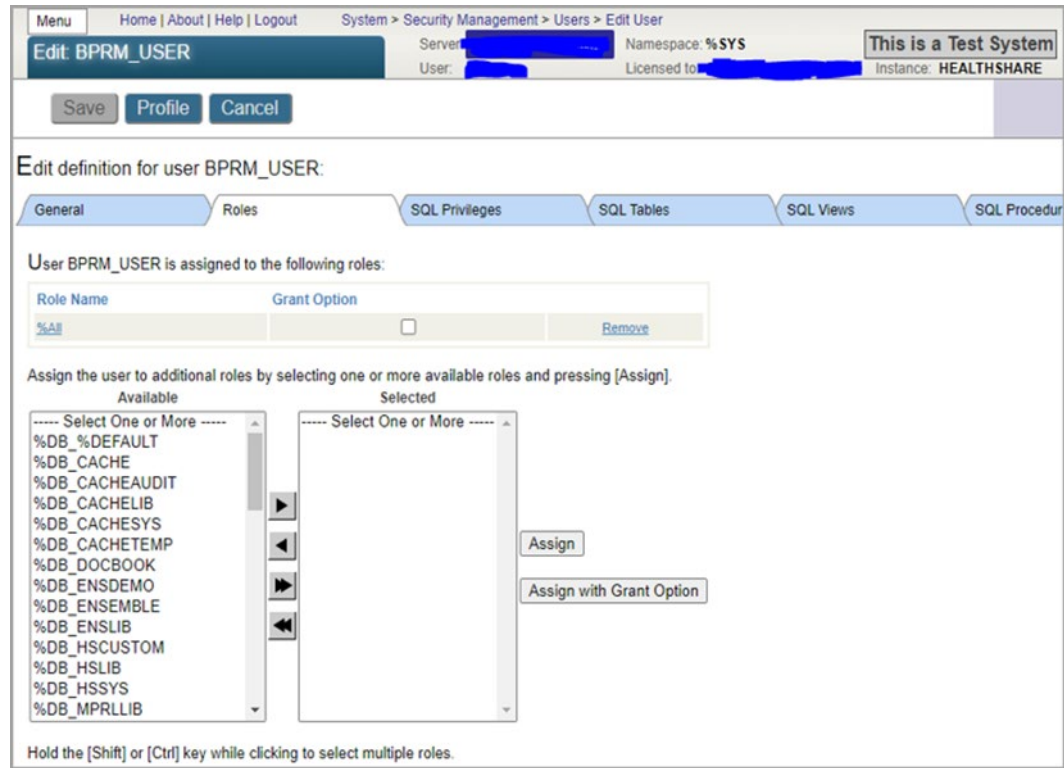 Menu Home | About | Help | Logout System > Security Management > Users > Edit User
Edit: BPRM_USER
Server Namespace: %SYS
User: Licensed to
This is a Test System
Instance: HEALTHSHARE
Save Profile Cancel
Edit definition for user BPRM_USER:
General Roles SQL Privileges SQL Tables SQL Views SQL Procedur
User BPRM_USER is assigned to the following roles:
Role Name Grant Option
%All Remove
Assign the user to additional roles by selecting one or more available roles and pressing [Assign].
Available Selected
----- Select One or More -----
%DB_%DEFAULT
%DB_CACHE
%DB_CACHEAUDIT
%DB_CACHELIB
%DB_CACHESYS
%DB_CACHETEMP
%DB_DOCBOOK
%DB_ENSDEMO
%DB_ENSEMBLE
%DB_ENSLIB
%DB_HSCUSTOM
%DB_HSLIB
%DB_HSSYS
%DB_MPRLLIB
----- Select One or More -----
Assign
Assign with Grant Option
Hold the [Shift] or [Ctrl] key while clicking to select multiple roles.